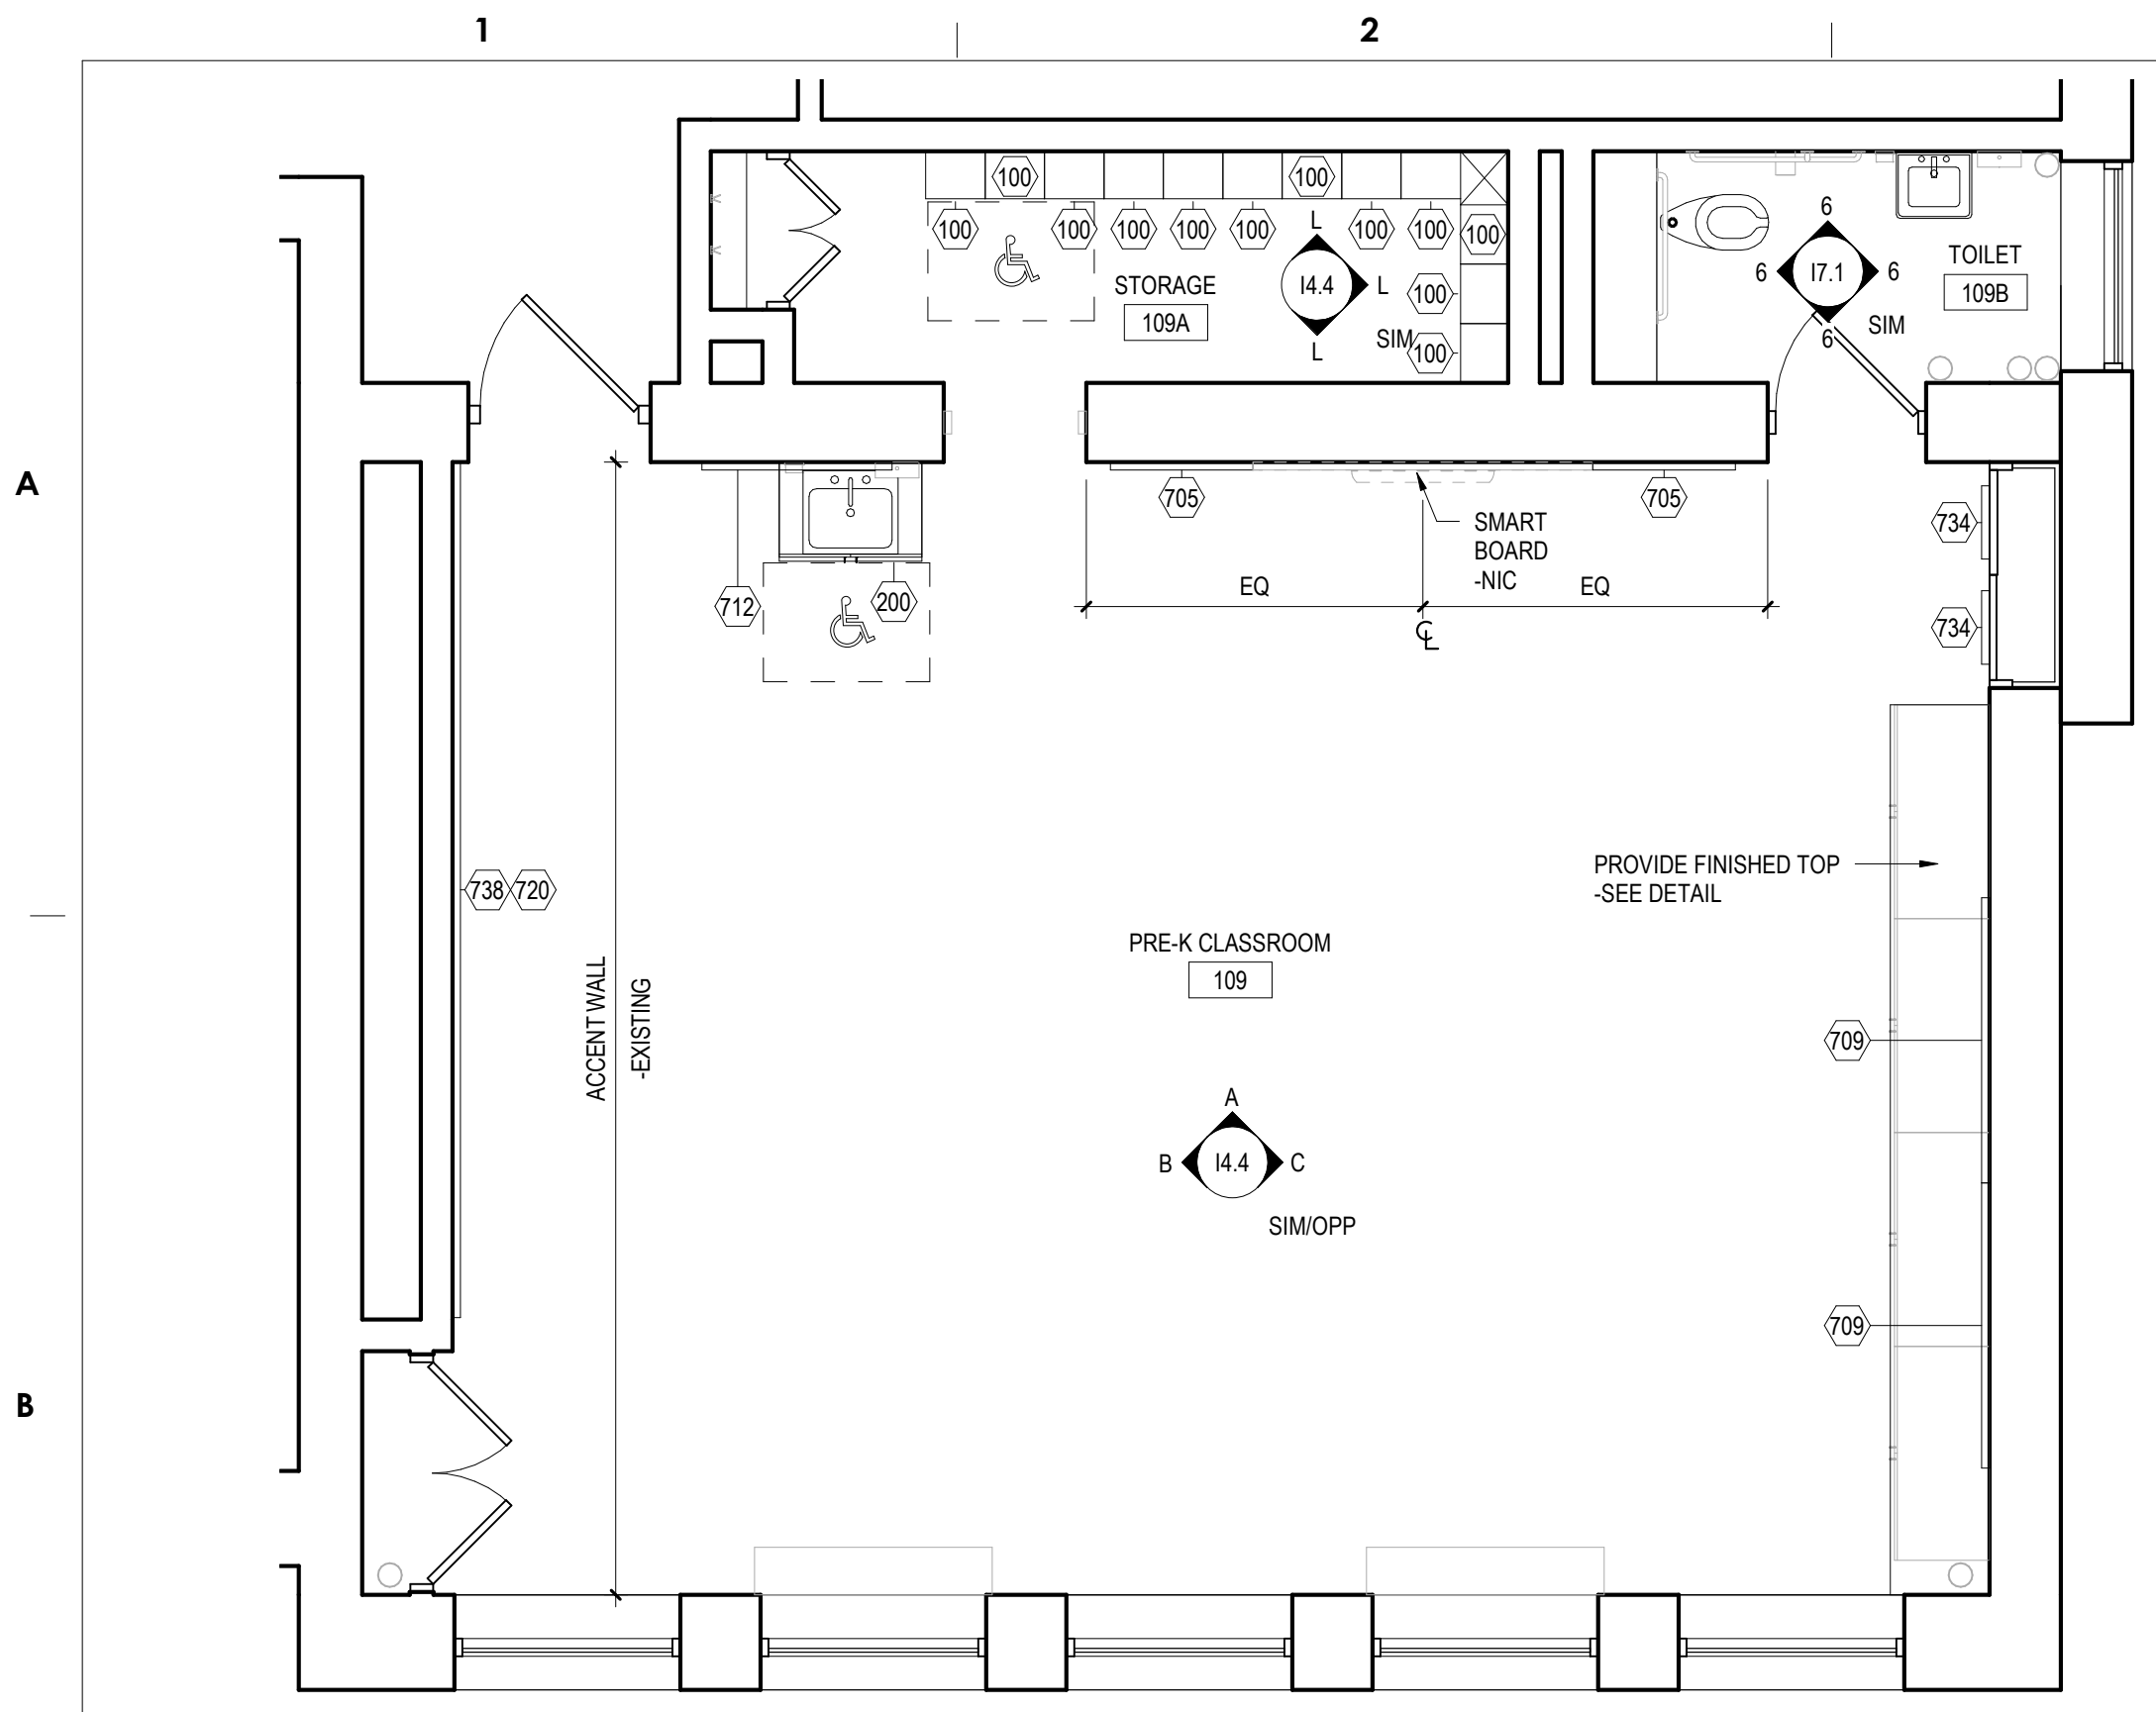 1
2
A
B
100
100
100
100
100
100
100
100
100
100
100
100
STORAGE
109A
L
I4.4
L
L
SIM
6
6
I7.1
6
6
SIM
TOILET
109B
705
705
SMART
BOARD
-NIC
EQ
EQ
CL
712
200
734
734
738
720
ACCENT WALL
-EXISTING
PROVIDE FINISHED TOP
-SEE DETAIL
PRE-K CLASSROOM
109
709
A
B
I4.4
C
SIM/OPP
709